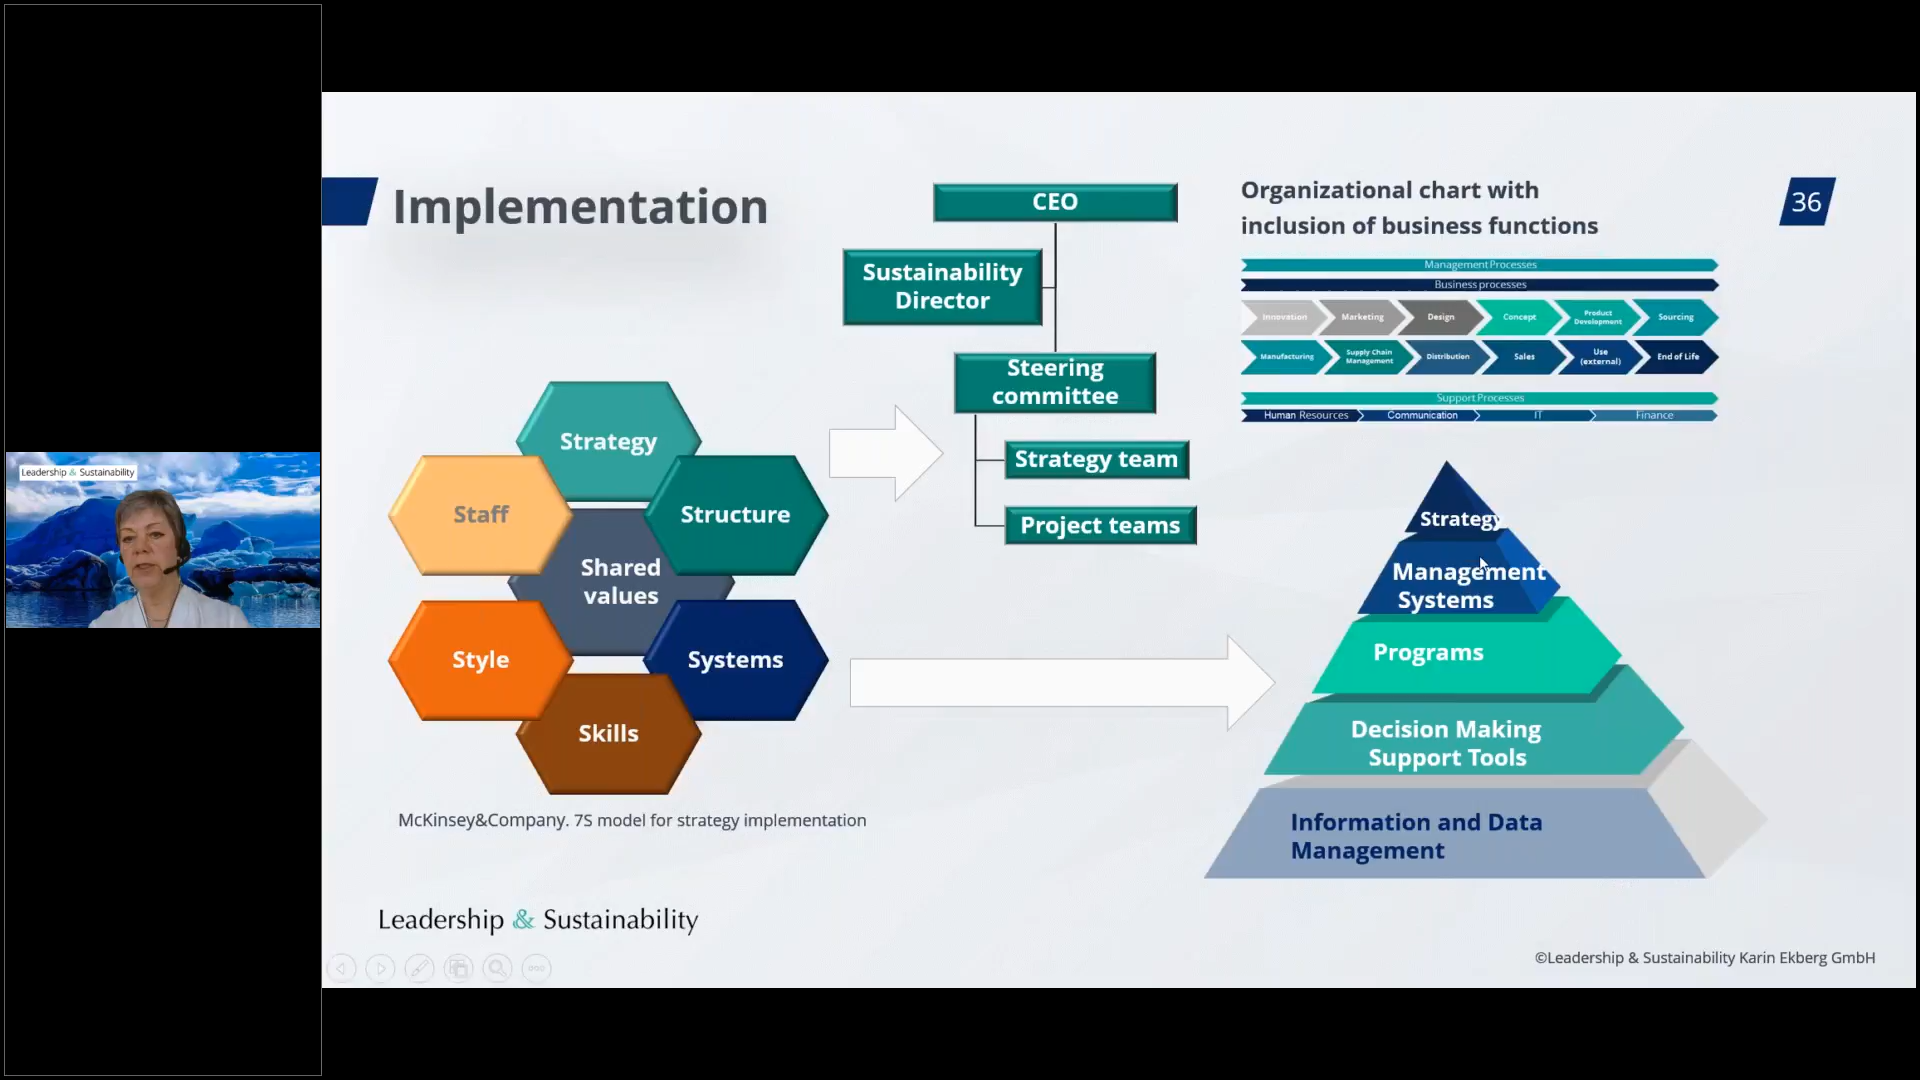 Leadership & Sustainability
Implementation
36
CEO
Sustainability
Director
Steering
committee
Strategy team
Project teams
Organizational chart with
inclusion of business functions
Management Processes
Business processes
Innovation
Marketing
Design
Concept
Product
Development
Sourcing
Manufacturing
Supply Chain
Management
Distribution
Sales
Use
(external)
End of Life
Support Processes
Human Resources
Communication
IT
Finance
Strategy
Staff
Structure
Shared
values
Style
Systems
Skills
McKinsey&Company. 7S model for strategy implementation
Strategy
Management
Systems
Programs
Decision Making
Support Tools
Information and Data
Management
Leadership & Sustainability
©Leadership & Sustainability Karin Ekberg GmbH